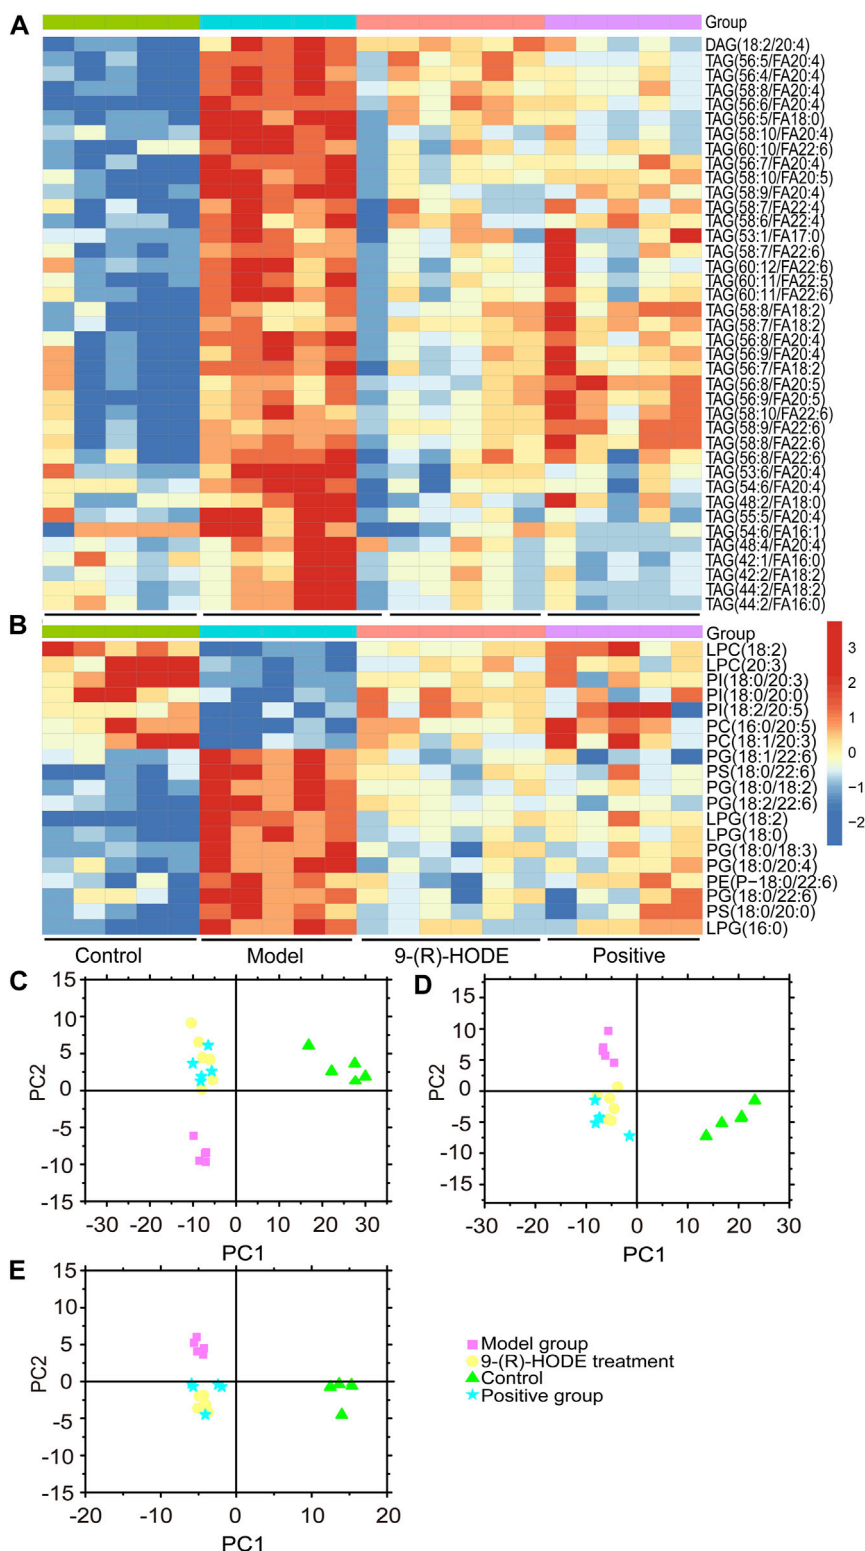 A
Group
DAG(18:2/20:4)
TAG(56:5/FA20:4)
TAG(56:4/FA20:4)
TAG(58:8/FA20:4)
TAG(56:6/FA20:4)
TAG(56:5/FA18:0)
TAG(58:10/FA20:4)
TAG(60:10/FA22:6)
TAG(56:7/FA20:4)
TAG(58:10/FA20:5)
TAG(58:9/FA20:4)
TAG(58:7/FA22:4)
TAG(58:6/FA22:4)
TAG(53:1/FA17:0)
TAG(58:7/FA22:6)
TAG(60:12/FA22:6)
TAG(60:11/FA22:5)
TAG(60:11/FA22:6)
TAG(58:8/FA18:2)
TAG(58:7/FA18:2)
TAG(56:8/FA20:4)
TAG(56:9/FA20:4)
TAG(56:7/FA18:2)
TAG(56:8/FA20:5)
TAG(56:9/FA20:5)
TAG(58:10/FA22:6)
TAG(58:9/FA22:6)
TAG(58:8/FA22:6)
TAG(56:8/FA22:6)
TAG(53:6/FA20:4)
TAG(54:6/FA20:4)
TAG(48:2/FA18:0)
TAG(55:5/FA20:4)
TAG(54:6/FA16:1)
TAG(48:4/FA20:4)
TAG(42:1/FA16:0)
TAG(42:2/FA18:2)
TAG(44:2/FA18:2)
TAG(44:2/FA16:0)
B
Group
LPC(18:2)
LPC(20:3)
PI(18:0/20:3)
PI(18:0/20:0)
PI(18:2/20:5)
PC(16:0/20:5)
PC(18:1/20:3)
PG(18:1/22:6)
PS(18:0/22:6)
PG(18:0/18:2)
PG(18:2/22:6)
LPG(18:2)
LPG(18:0)
PG(18:0/18:3)
PG(18:0/20:4)
PE(P−18:0/22:6)
PG(18:0/22:6)
PS(18:0/20:0)
LPG(16:0)
3
2
1
0
−1
−2
Control Model 9-(R)-HODE Positive
C
15
10
5
0
-5
-10
-15
PC2
-30 -20 -10 0 10 20 30
PC1
D
15
10
5
0
-5
-10
-15
PC2
-30 -20 -10 0 10 20 30
PC1
E
15
10
5
0
-5
-10
-15
PC2
-20 -10 0 10 20
PC1
Model group
9-(R)-HODE treatment
Control
Positive group